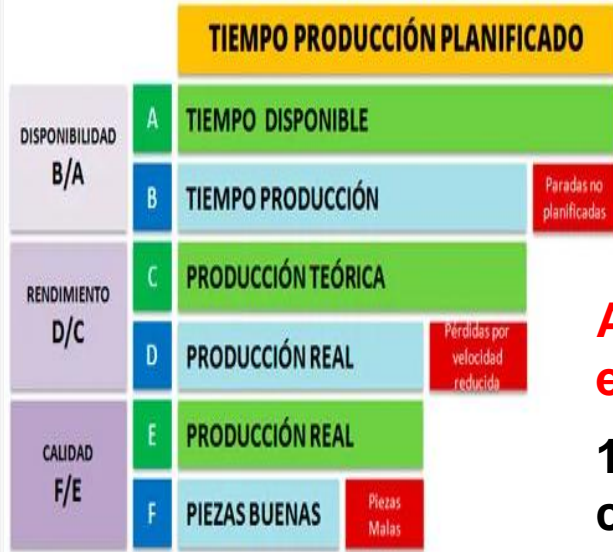 TIEMPO PRODUCCIÓN PLANIFICADO
DISPONIBILIDAD
B/A
A
TIEMPO DISPONIBLE
B
TIEMPO PRODUCCIÓN
Paradas no
planificadas
RENDIMIENTO
D/C
C
PRODUCCIÓN TEÓRICA
D
PRODUCCIÓN REAL
Pérdidas por
velocidad
reducida
CALIDAD
F/E
E
PRODUCCIÓN REAL
F
PIEZAS BUENAS
Piezas
Malas